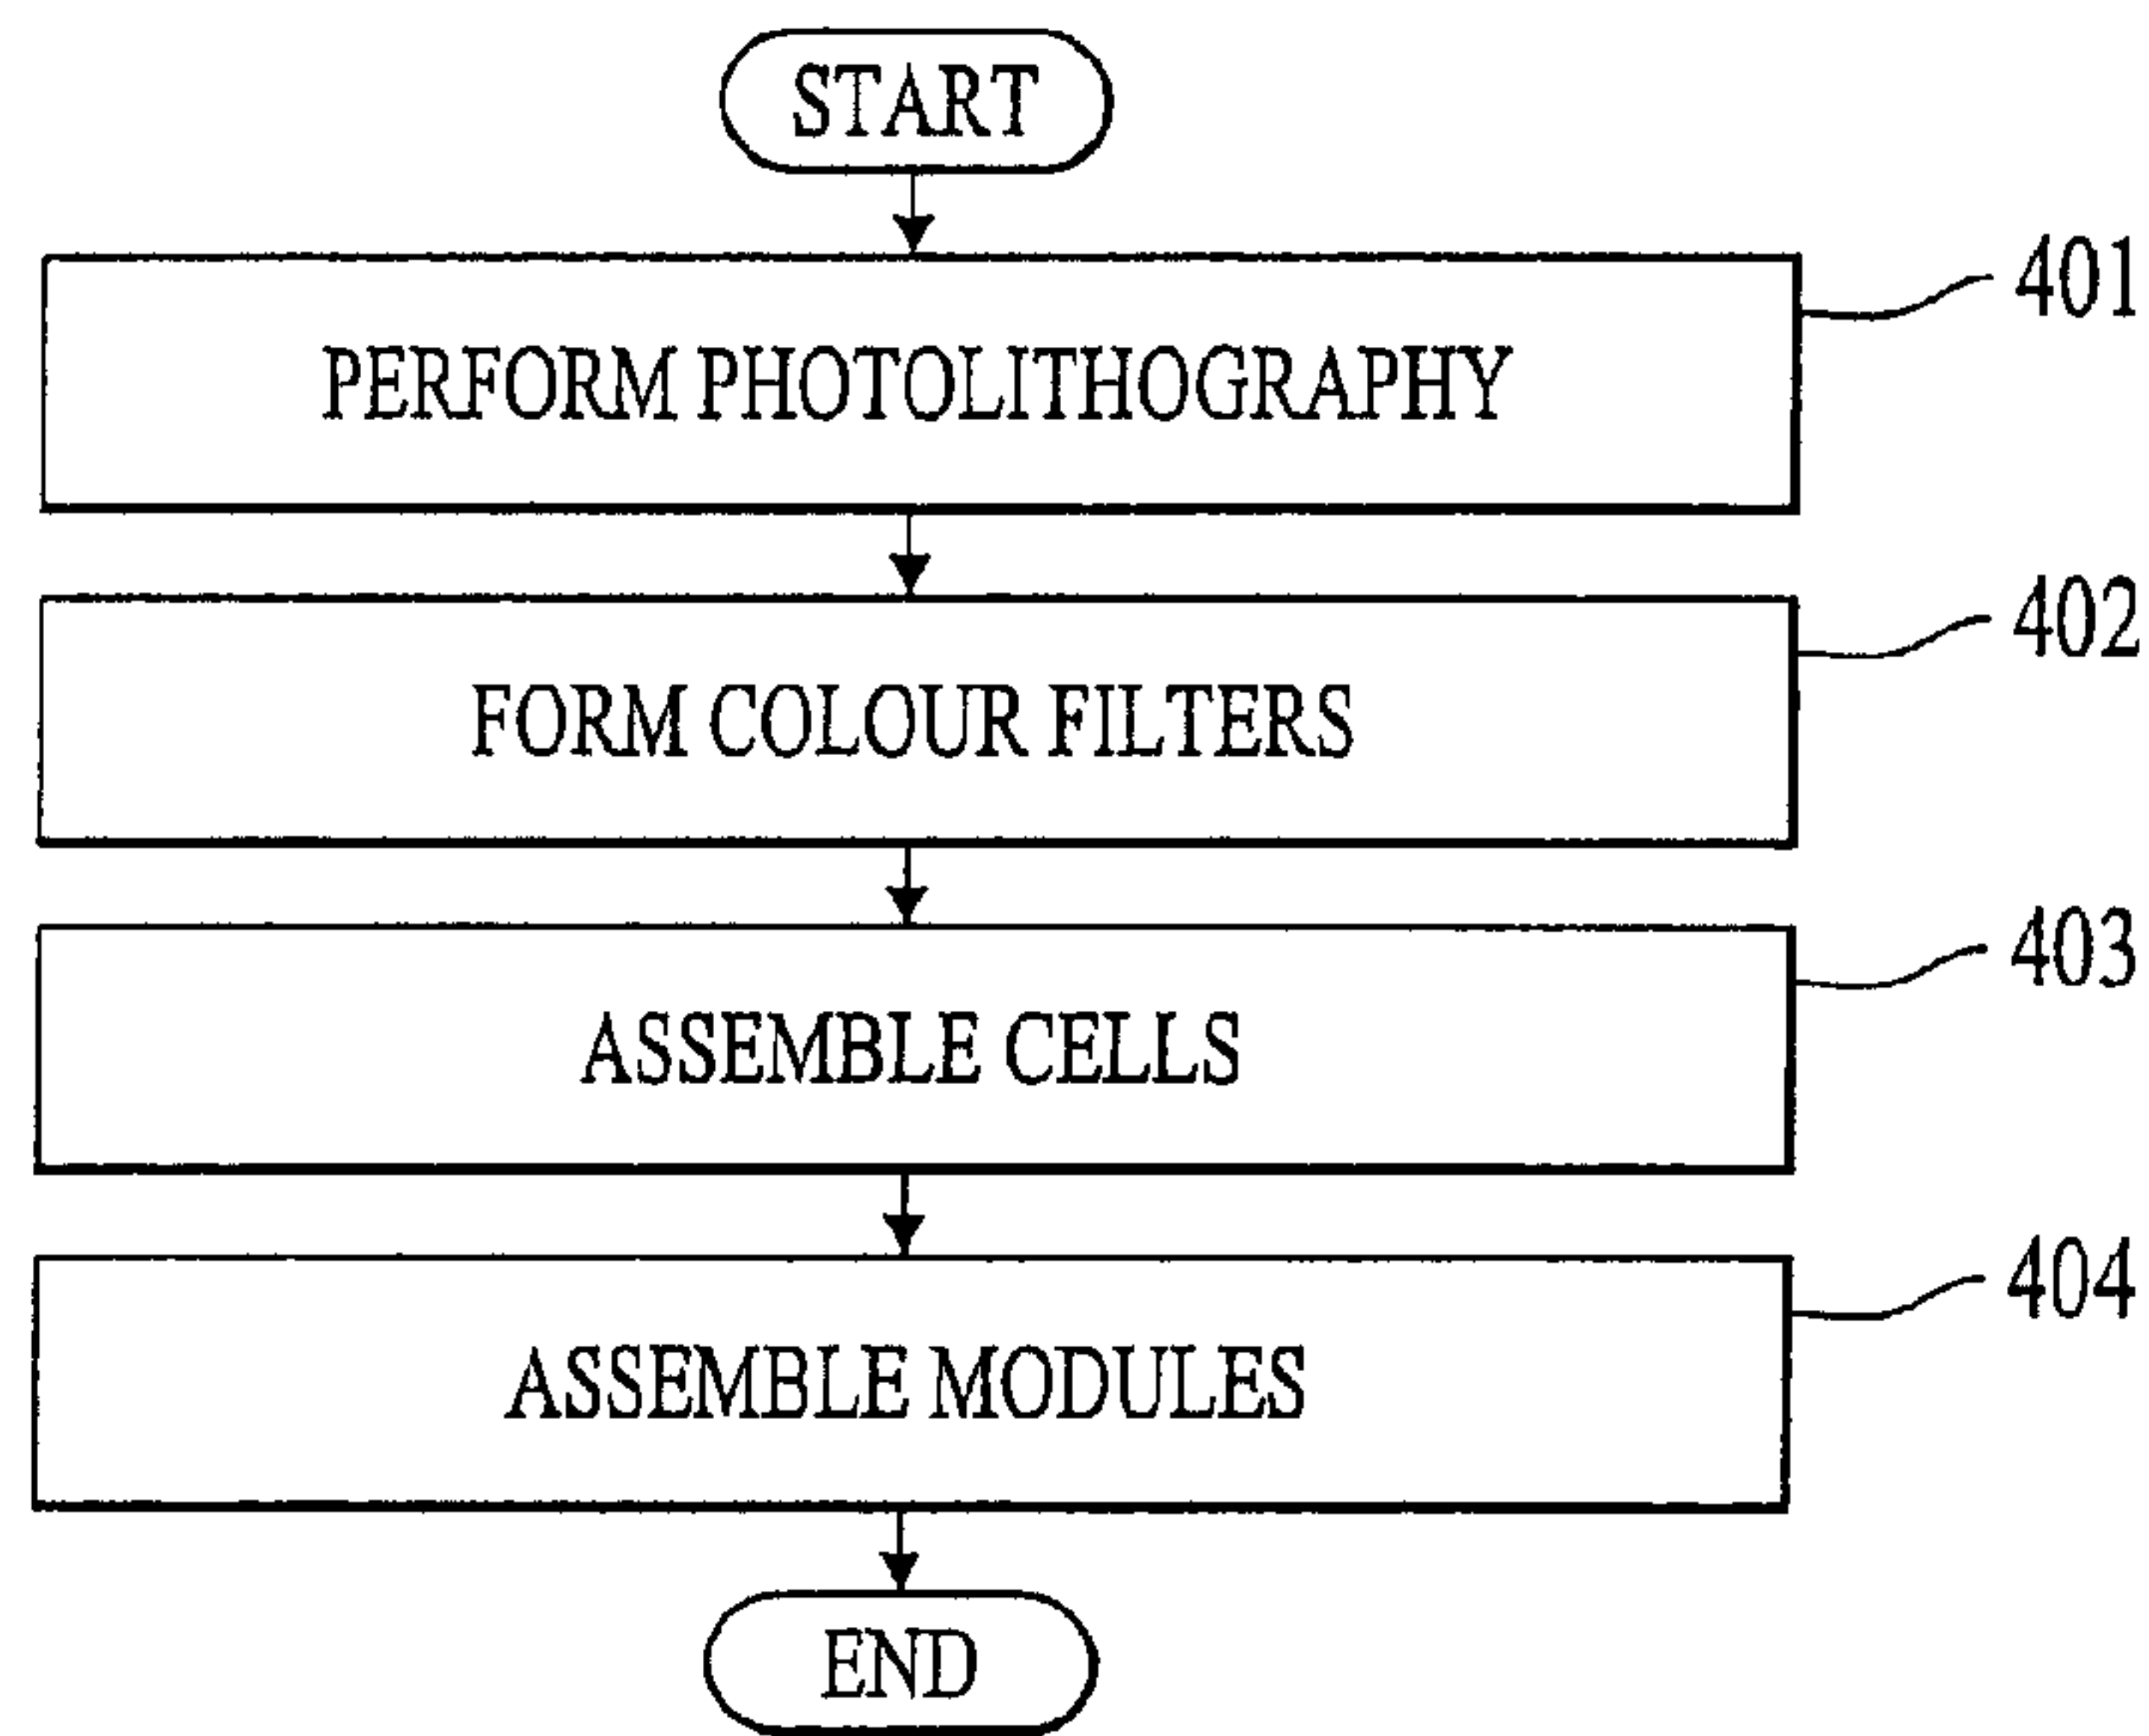 START
401
PERFORM PHOTOLITHOGRAPHY
402
FORM COLOUR FILTERS
403
ASSEMBLE CELLS
404
ASSEMBLE MODULES
END